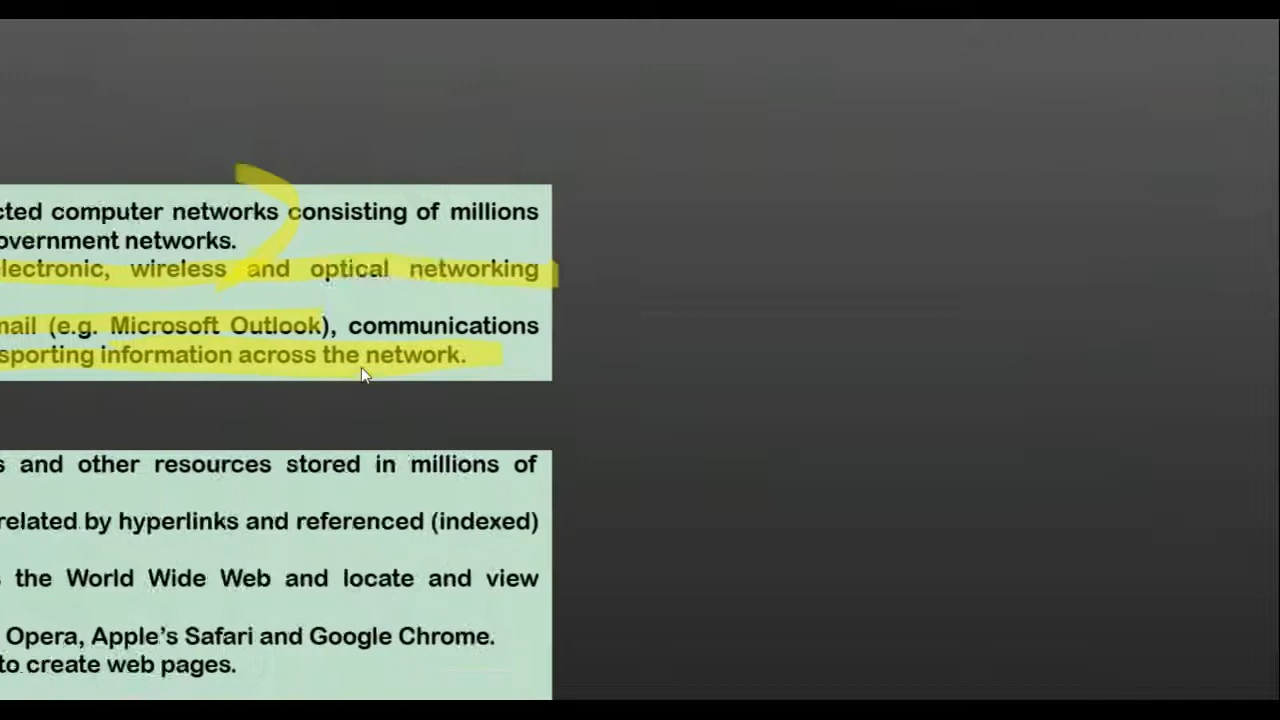 cted computer networks consisting of millions
overnment networks.
lectronic, wireless and optical networking
nail (e.g. Microsoft Outlook), communications
sporting information across the network.
s and other resources stored in millions of
related by hyperlinks and referenced (indexed)
s the World Wide Web and locate and view
Opera, Apple's Safari and Google Chrome.
to create web pages.